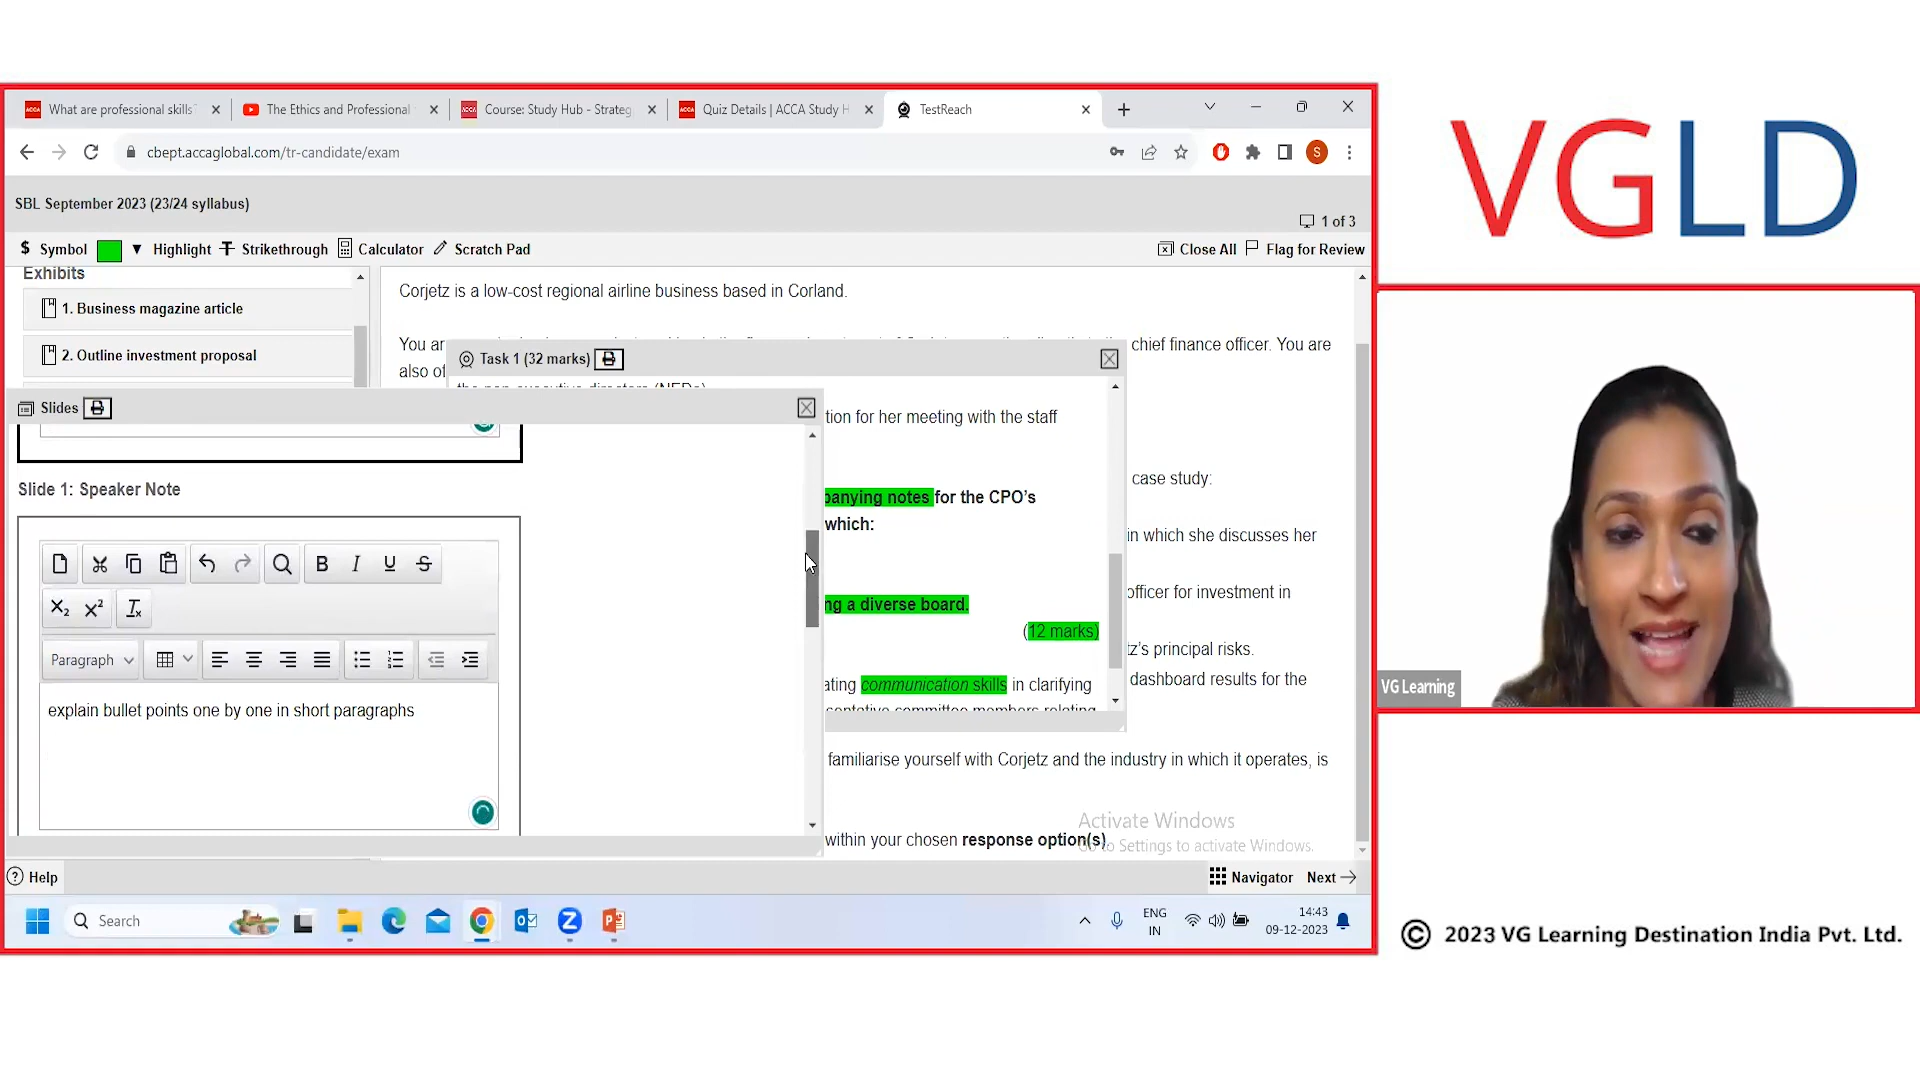 What are professional skills
The Ethics and Professional
Course: Study Hub - Strateg
Quiz Details | ACCA Study H
TestReach
cbept.accaglobal.com/tr-candidate/exam
S
SBL September 2023 (23/24 syllabus)
1 of 3
$ Symbol
Highlight
Strikethrough
Calculator
Scratch Pad
Close All
Flag for Review
Exhibits
1. Business magazine article
2. Outline investment proposal
Corjetz is a low-cost regional airline business based in Corland.
chief finance officer. You are
also of
Task 1 (32 marks)
tion for her meeting with the staff
case study:
panying notes for the CPO's
which:
in which she discusses her
officer for investment in
ng a diverse board.
(12 marks)
tz's principal risks.
ating communication skills in clarifying
dashboard results for the
Slides
Slide 1: Speaker Note
B I U S
Paragraph
explain bullet points one by one in short paragraphs
familiarise yourself with Corjetz and the industry in which it operates, is
within your chosen response option(s).
Activate Windows
Go to Settings to activate Windows.
Help
Navigator
Next
Search
ENG
IN
14:43
09-12-2023
VGLD
VG Learning
© 2023 VG Learning Destination India Pvt. Ltd.